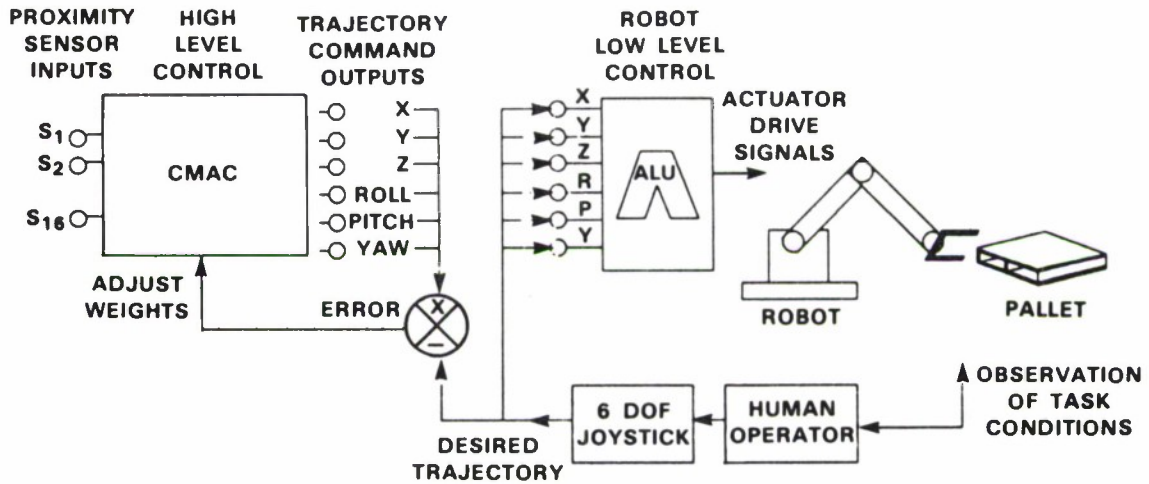 PROXIMITY
SENSOR
INPUTS
HIGH
LEVEL
CONTROL
TRAJECTORY
COMMAND
OUTPUTS
ROBOT
LOW LEVEL
CONTROL
S1
S2
S16
CMAC
X
Y
Z
ROLL
PITCH
YAW
X
Y
Z
R
P
Y
ALU
ACTUATOR
DRIVE
SIGNALS
ADJUST
WEIGHTS
ERROR
X
–
ROBOT
PALLET
DESIRED
TRAJECTORY
6 DOF
JOYSTICK
HUMAN
OPERATOR
OBSERVATION
OF TASK
CONDITIONS